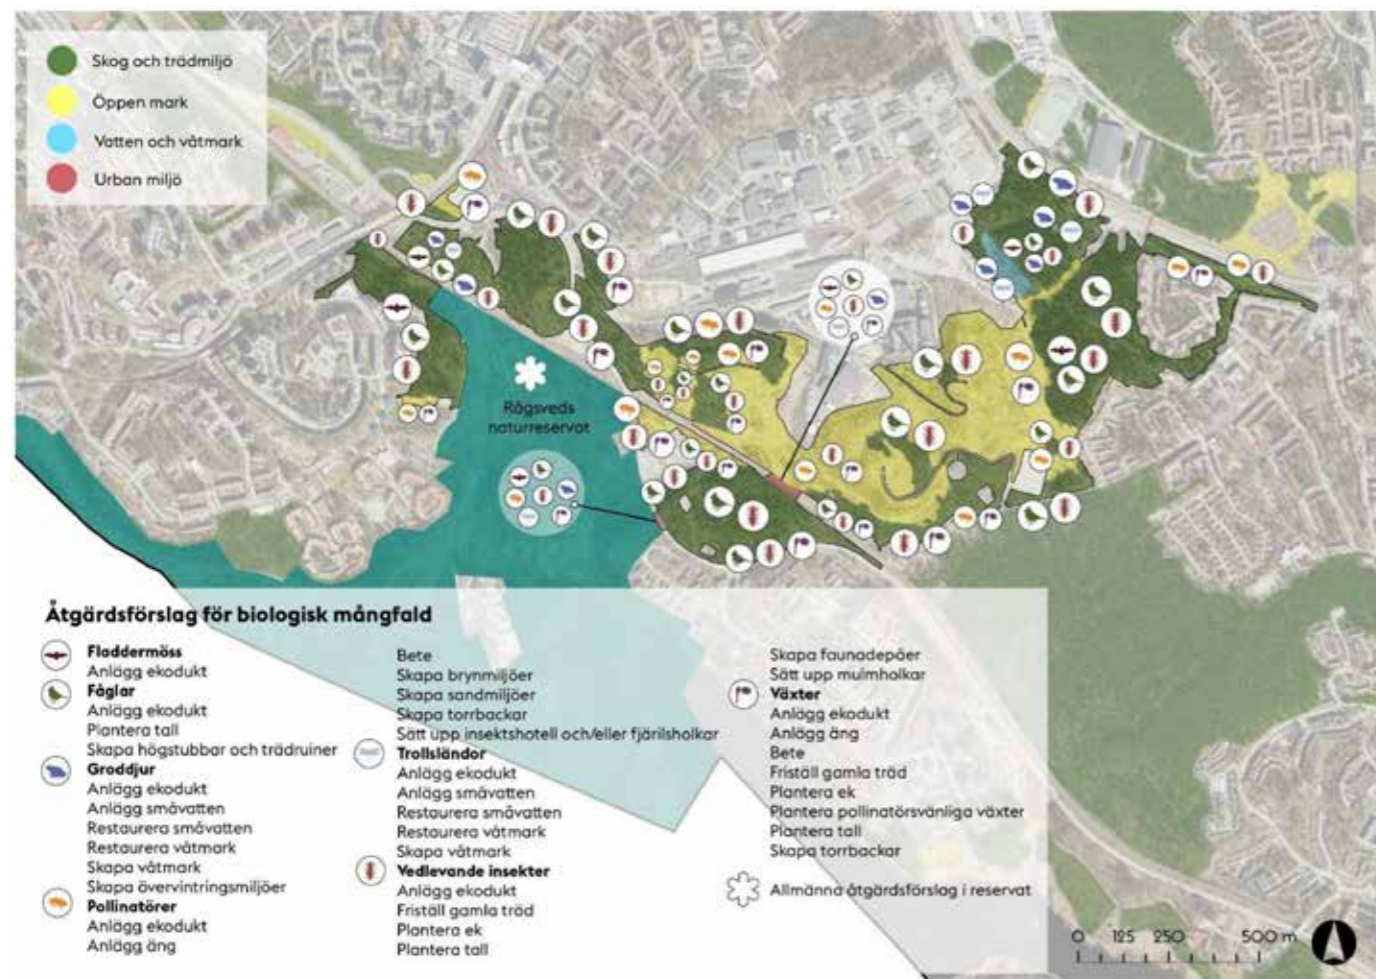 Skog och trädmiljö
Öppen mark
Vatten och våtmark
Urban miljö
Rågsveds
naturreservat
Åtgärdsförslag för biologisk mångfald
Fladdermöss
Anlägg ekodukt
Fåglar
Anlägg ekodukt
Plantera tall
Skapa högstubbar och trädruiner
Groddjur
Anlägg ekodukt
Anlägg småvatten
Restaurera småvatten
Restaurera våtmark
Skapa våtmark
Skapa övervintringsmiljöer
Pollinatörer
Anlägg ekodukt
Anlägg äng
Bete
Skapa brynmiljöer
Skapa sandmiljöer
Skapa torrbackar
Sätt upp insektshotell och/eller fjärilsholkar
Trollsländor
Anlägg ekodukt
Anlägg småvatten
Restaurera småvatten
Restaurera våtmark
Skapa våtmark
Vedlevande insekter
Anlägg ekodukt
Friställ gamla träd
Plantera ek
Plantera tall
Skapa faunadepåer
Sätt upp mulmholkar
Växter
Anlägg ekodukt
Anlägg äng
Bete
Friställ gamla träd
Plantera ek
Plantera pollinatörsvänliga växter
Plantera tall
Skapa torrbackar
Allmänna åtgärdsförslag i reservat
0 125 250 500 m